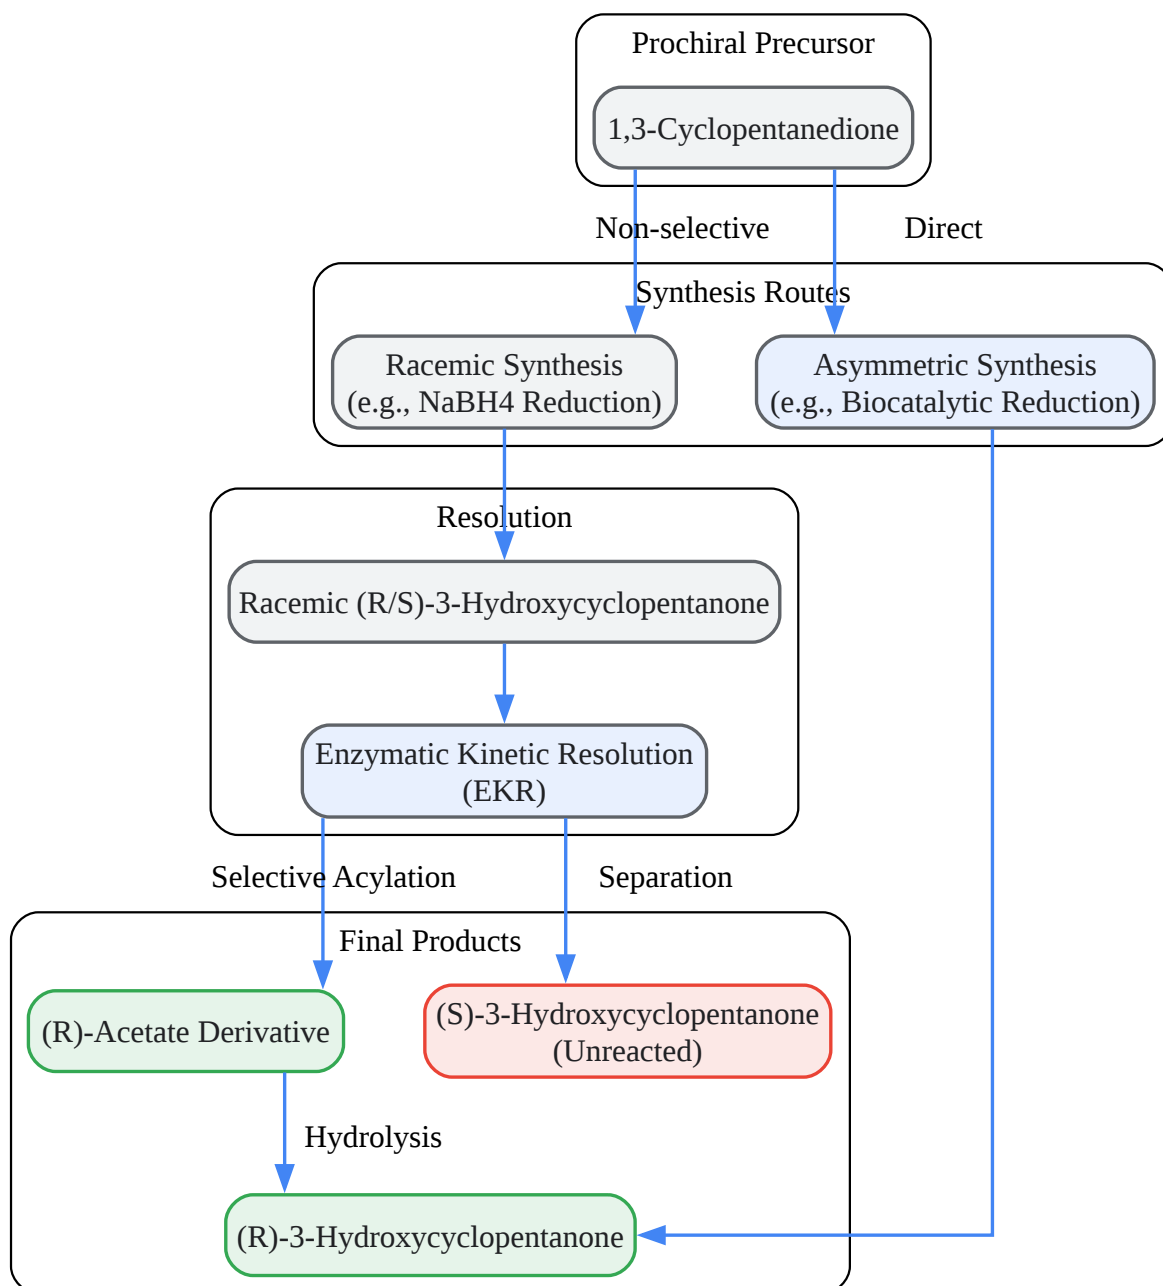 Prochiral Precursor
1,3-Cyclopentanedione
Non-selective
Direct
Synthesis Routes
Racemic Synthesis
(e.g., NaBH4 Reduction)
Asymmetric Synthesis
(e.g., Biocatalytic Reduction)
Resolution
Racemic (R/S)-3-Hydroxycyclopentanone
Enzymatic Kinetic Resolution
(EKR)
Selective Acylation
Separation
Final Products
(R)-Acetate Derivative
(S)-3-Hydroxycyclopentanone
(Unreacted)
Hydrolysis
(R)-3-Hydroxycyclopentanone